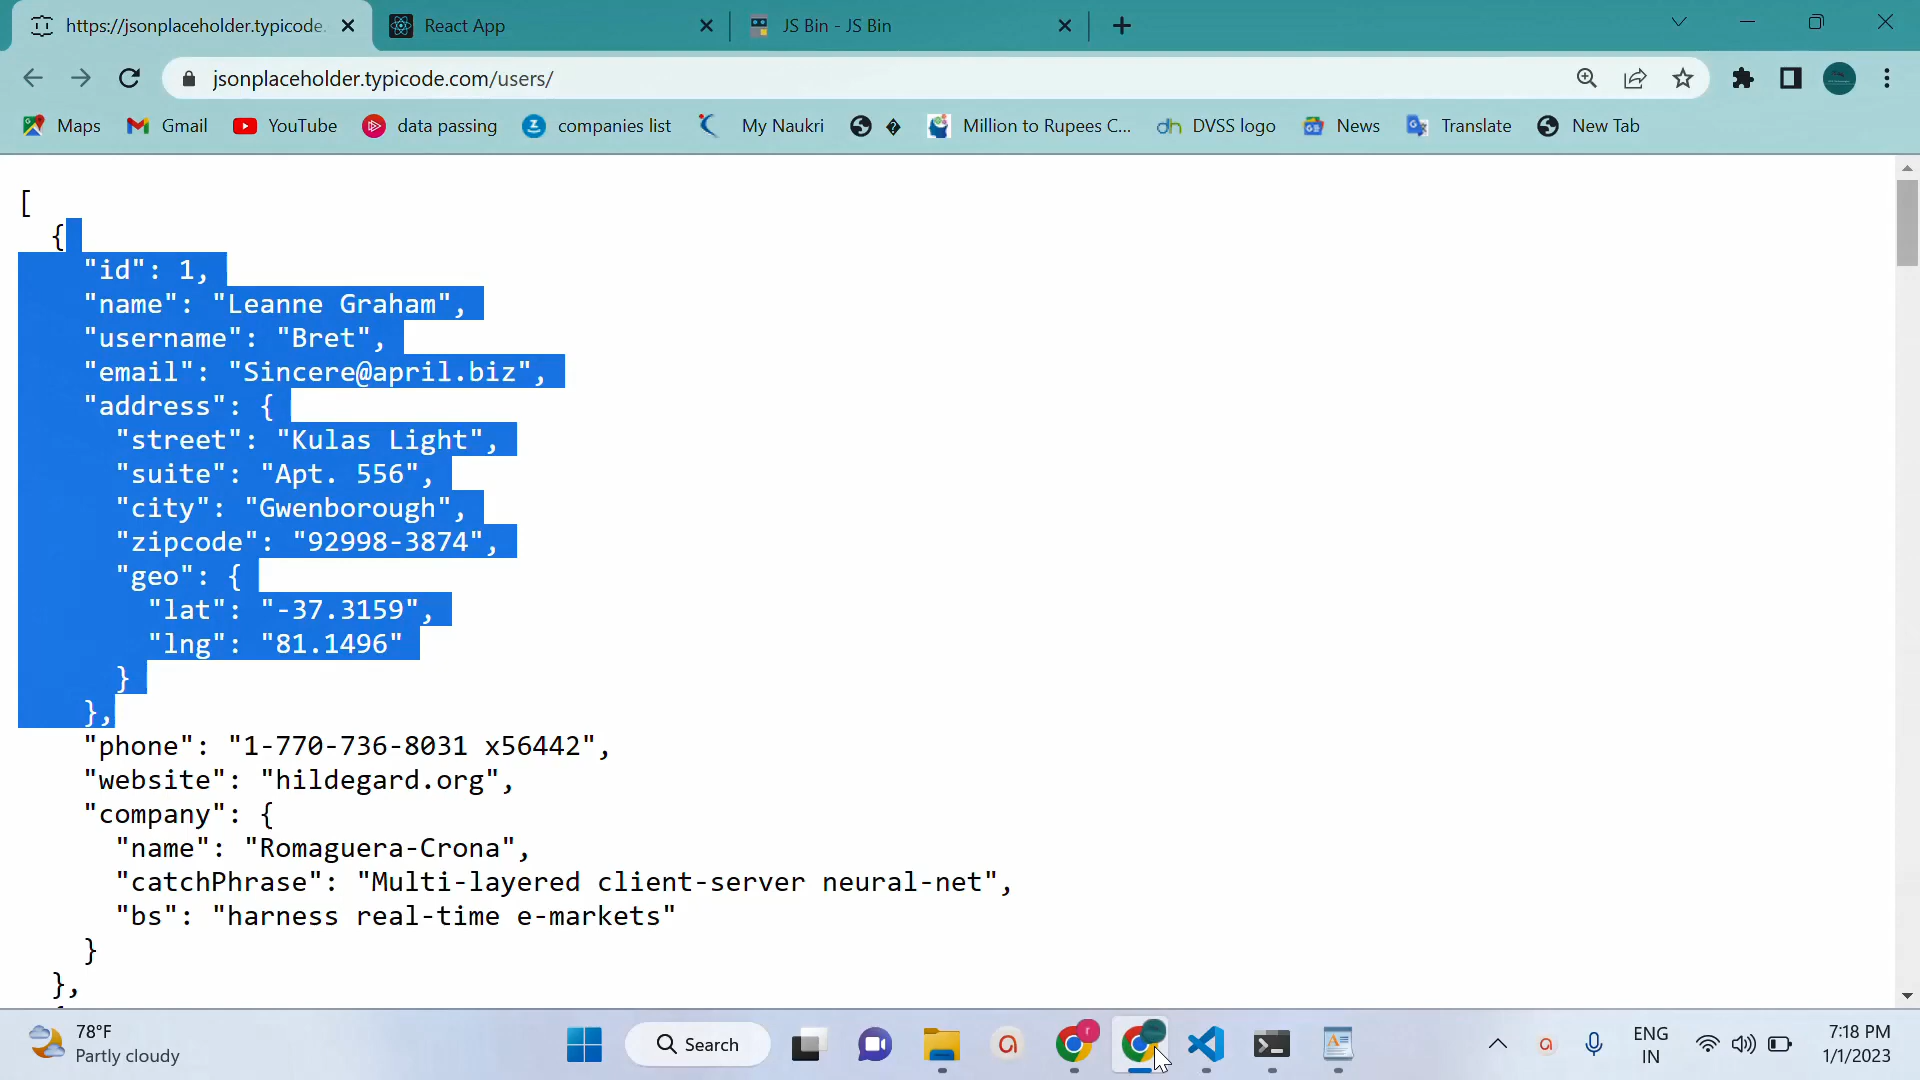 https://jsonplaceholder.typicode.
React App
JS Bin - JS Bin
jsonplaceholder.typicode.com/users/
Maps
Gmail
YouTube
data passing
companies list
My Naukri
�
Million to Rupees C...
DVSS logo
News
Translate
New Tab
[
{
"id": 1,
"name": "Leanne Graham",
"username": "Bret",
"email": "Sincere@april.biz",
"address": {
"street": "Kulas Light",
"suite": "Apt. 556",
"city": "Gwenborough",
"zipcode": "92998-3874",
"geo": {
"lat": "-37.3159",
"lng": "81.1496"
}
},
"phone": "1-770-736-8031 x56442",
"website": "hildegard.org",
"company": {
"name": "Romaguera-Crona",
"catchPhrase": "Multi-layered client-server neural-net",
"bs": "harness real-time e-markets"
}
},
78°F
Partly cloudy
Search
ENG
IN
7:18 PM
1/1/2023